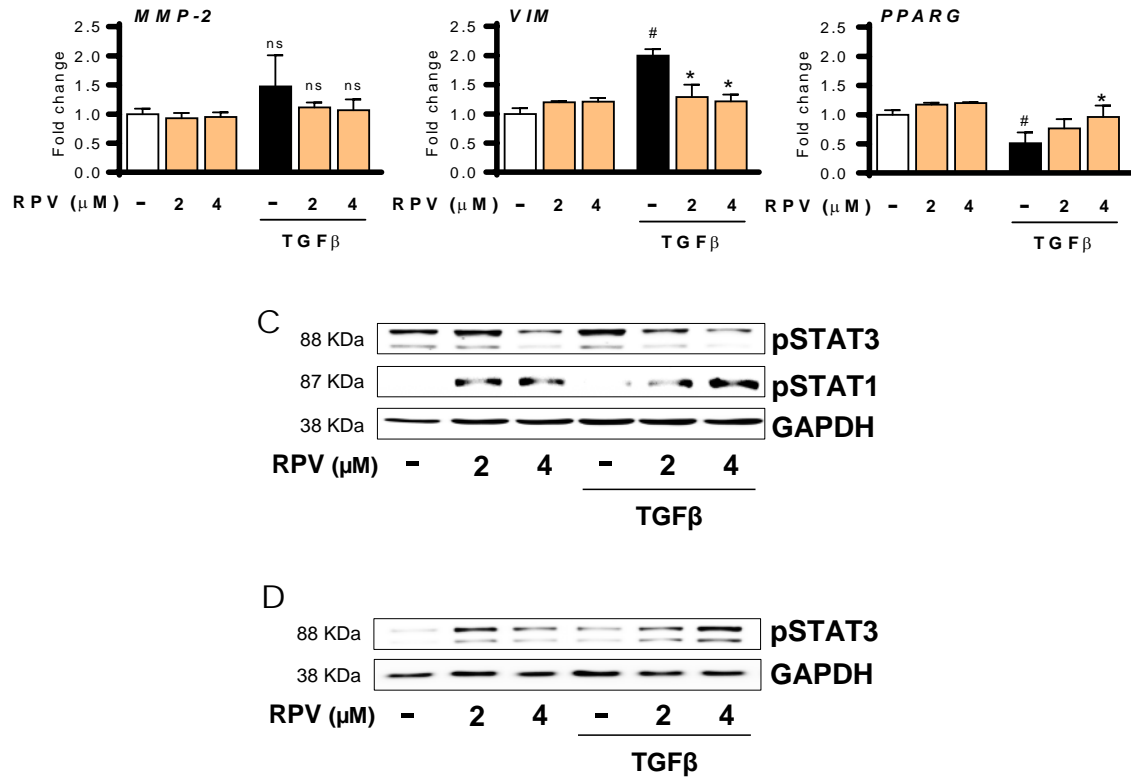 MMP-2
Fold change
2.5
2.0
1.5
1.0
0.5
0.0
ns
ns
ns
RPV (μM) - 2 4 - 2 4
TGFβ
VIM
Fold change
2.5
2.0
1.5
1.0
0.5
0.0
#
*
*
RPV (μM) - 2 4 - 2 4
TGFβ
PPARG
Fold change
2.5
2.0
1.5
1.0
0.5
0.0
#
*
RPV (μM) - 2 4 - 2 4
TGFβ
C
88 KDa pSTAT3
87 KDa pSTAT1
38 KDa GAPDH
RPV (μM) - 2 4 - 2 4
TGFβ
D
88 KDa pSTAT3
38 KDa GAPDH
RPV (μM) - 2 4 - 2 4
TGFβ